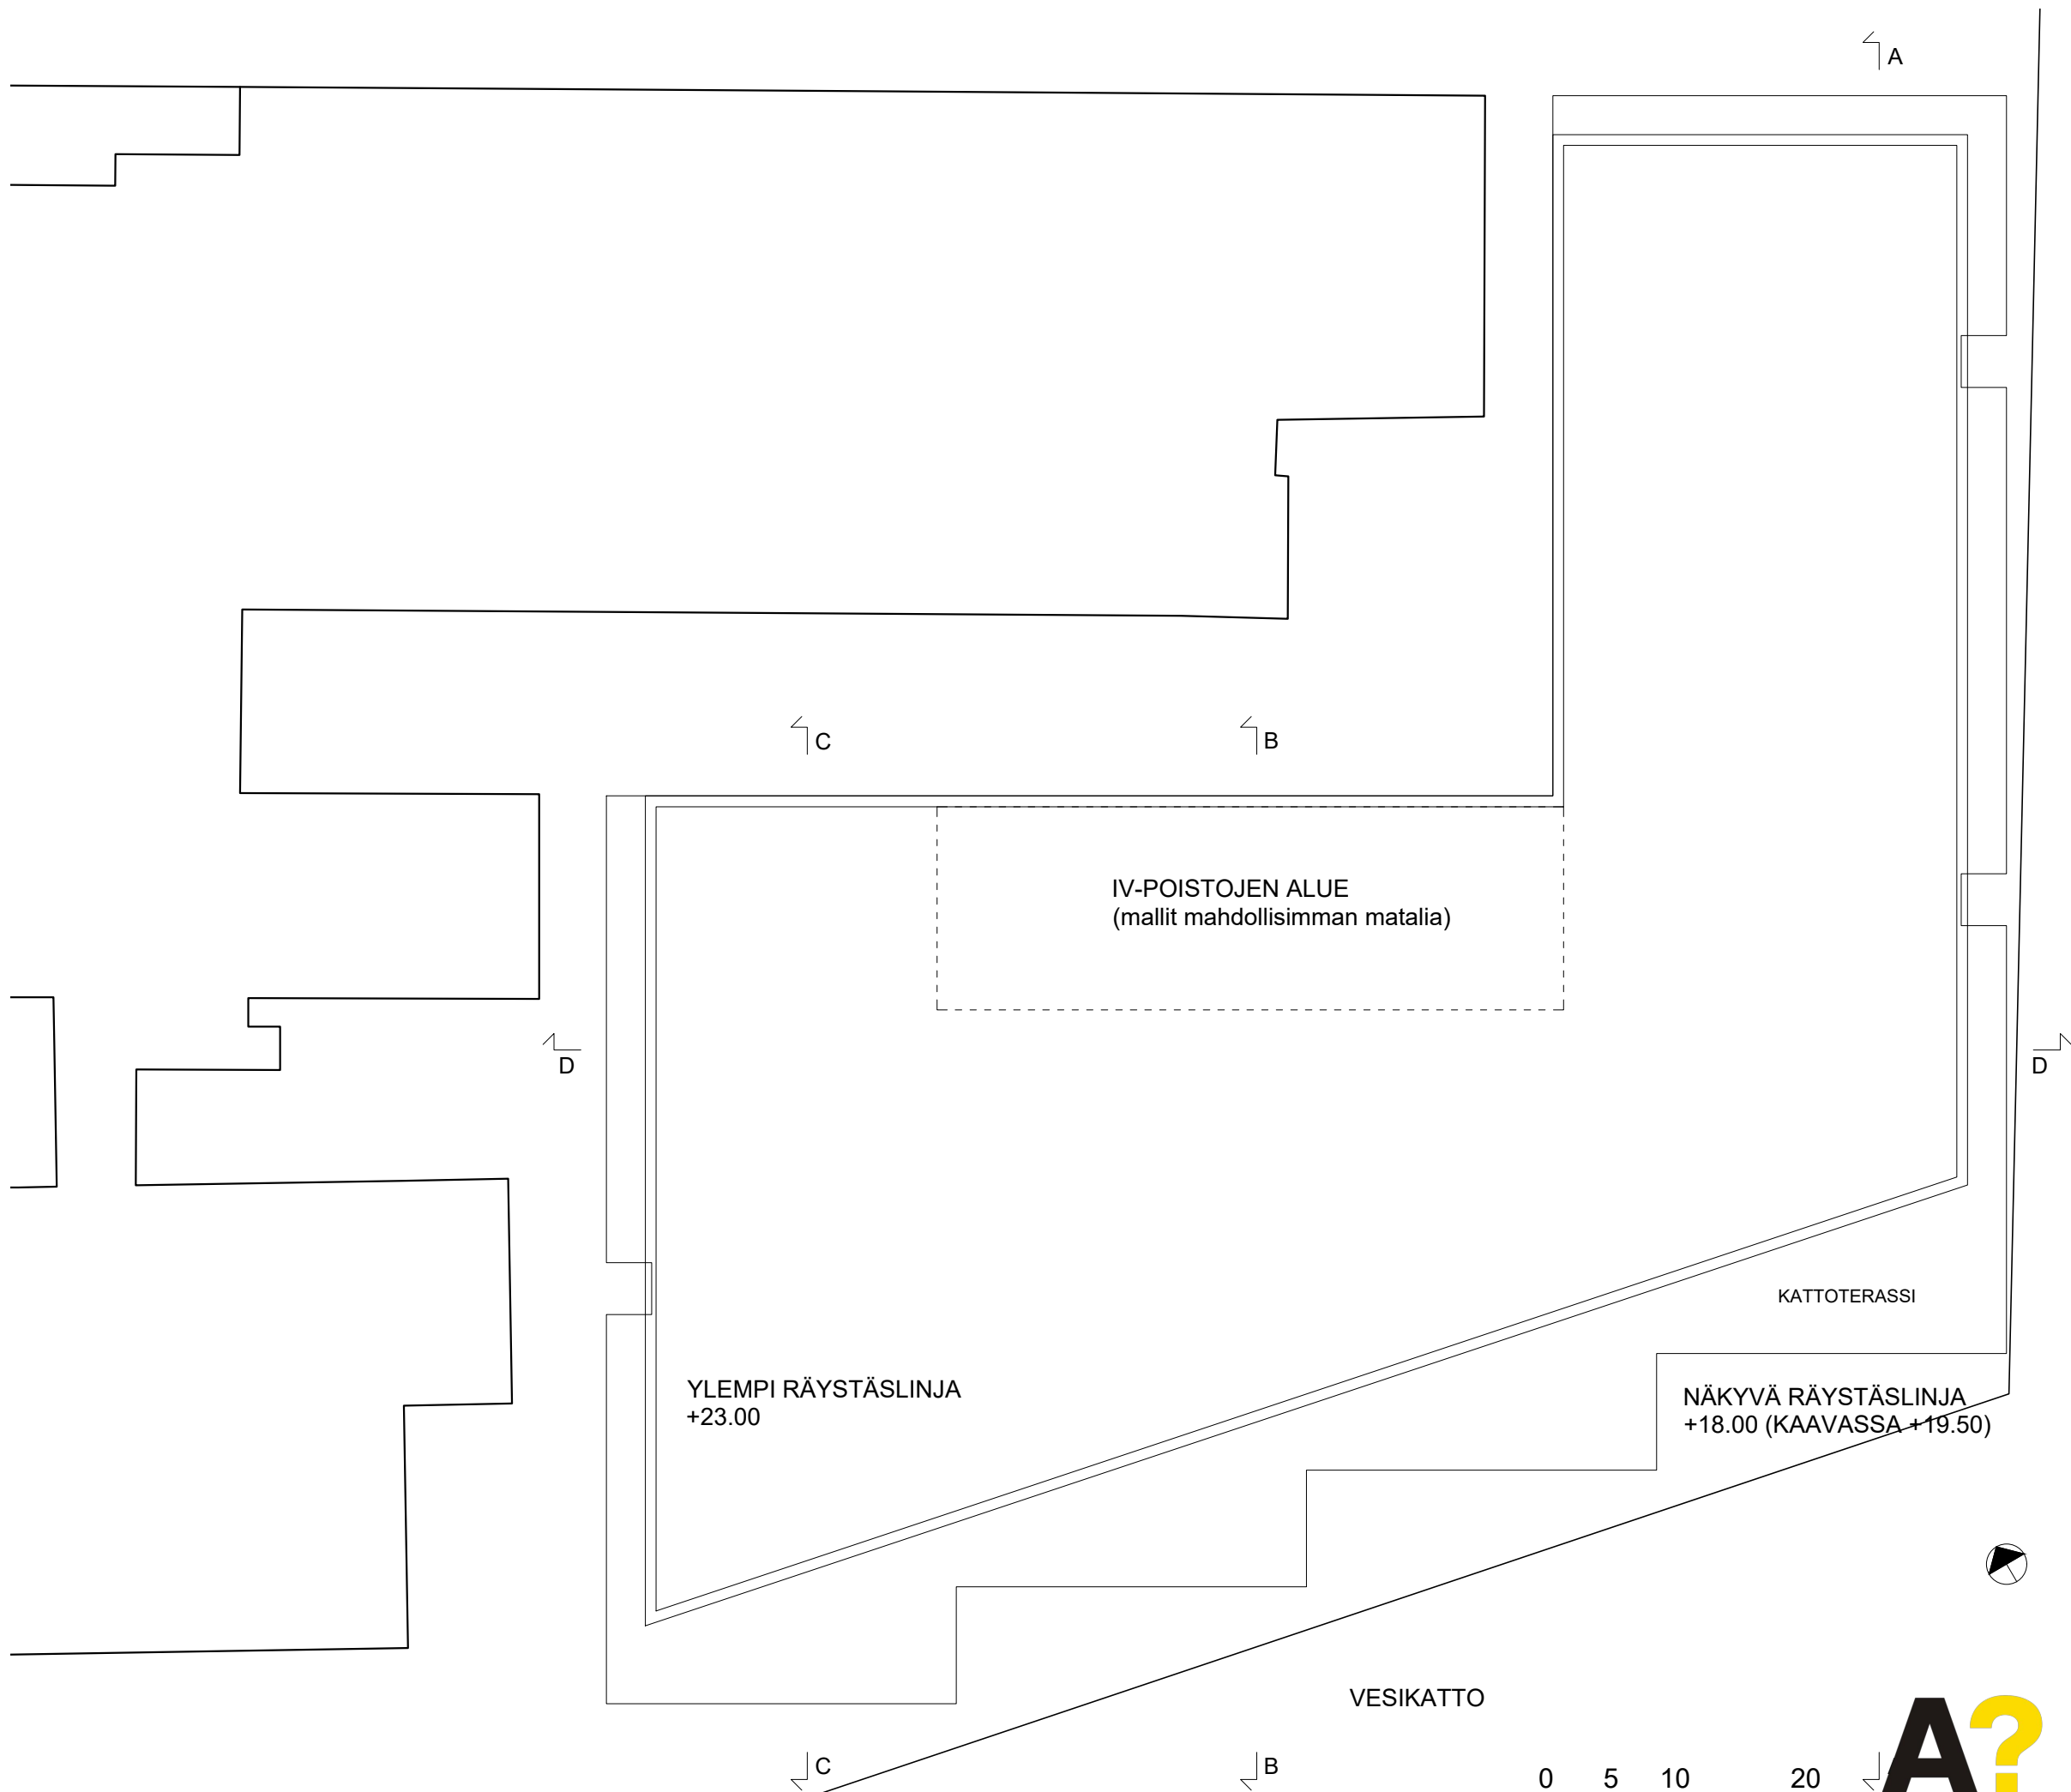 A
C
B
IV-POISTOJEN ALUE
(mallit mahdollisimman matalia)
D
D
KATTOTERASSI
YLEMPI RÄYSTÄSLINJA
+23.00
NÄKYVÄ RÄYSTÄSLINJA
+18.00 (KAAVASSA +19.50)
VESIKATTO
C
B
0 5 10 20
A?